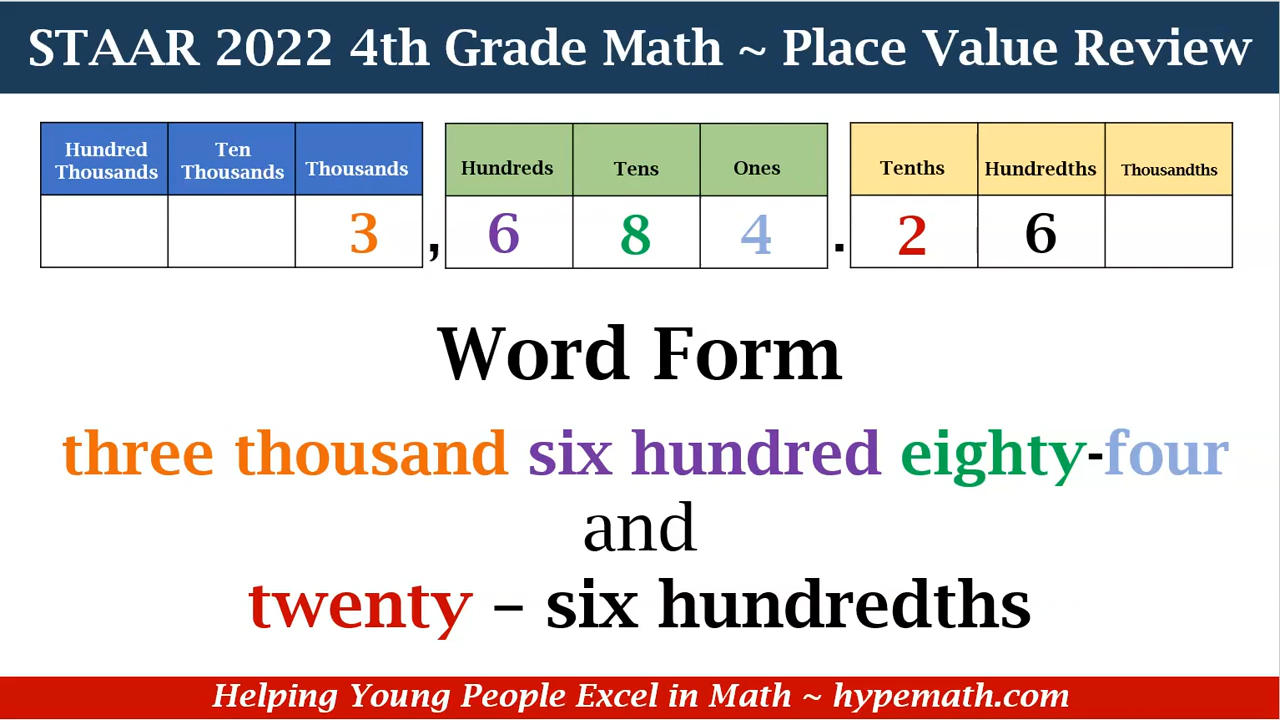 STAAR 2022 4th Grade Math ~ Place Value Review
Hundred Thousands Ten Thousands Thousands Hundreds Tens Ones Tenths Hundredths Thousandths
3 , 6 8 4 . 2 6
Word Form
three thousand six hundred eighty-four
and
twenty – six hundredths
Helping Young People Excel in Math ~ hypemath.com